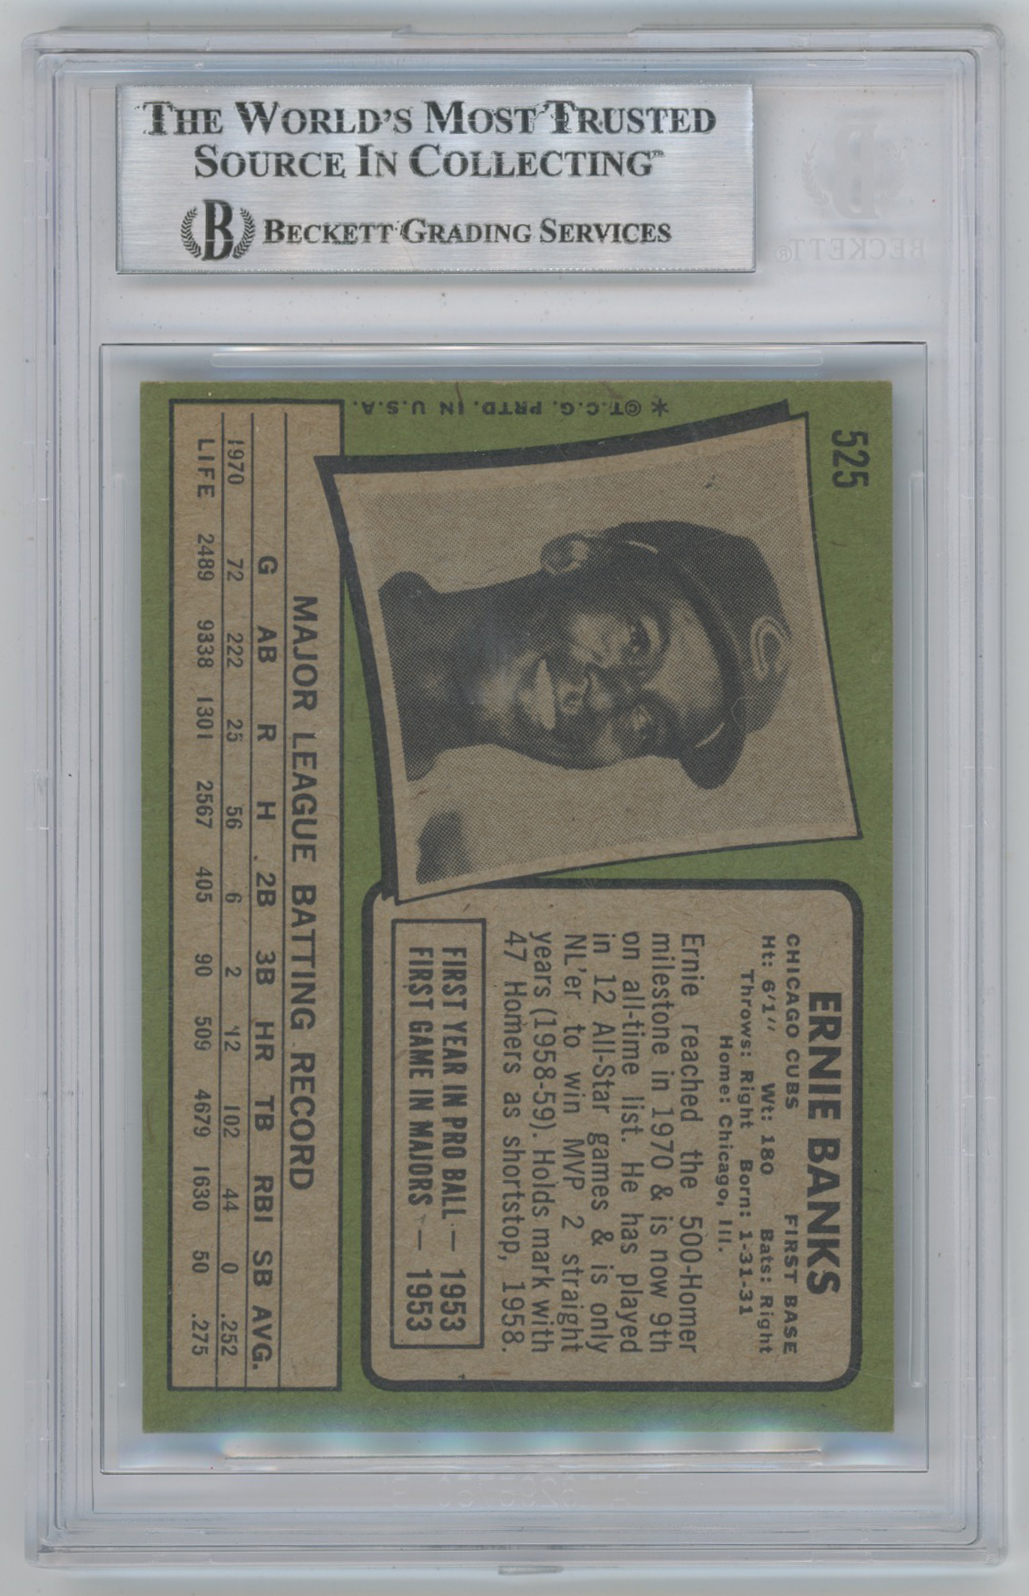 THE WORLD'S MOST TRUSTED
SOURCE IN COLLECTING™
B BECKETT GRADING SERVICES
BECKETT®
525
ERNIE BANKS
CHICAGO CUBS FIRST BASE
Ht: 6'1" Wt: 180 Bats: Right
Throws: Right Born: 1-31-31
Home: Chicago, Ill.
Ernie reached the 500-Homer
milestone in 1970 & is now 9th
on all-time list. He has played
in 12 All-Star games & is only
NL'er to win MVP 2 straight
years (1958-59). Holds mark with
47 Homers as shortstop, 1958.
FIRST YEAR IN PRO BALL — 1953
FIRST GAME IN MAJORS — 1953
*©T.C.G. PRTD. IN U.S.A.
MAJOR LEAGUE BATTING RECORD
G AB R H 2B 3B HR TB RBI SB AVG.
1970 72 222 25 56 6 2 12 102 44 0 .252
LIFE 2489 9338 1301 2567 405 90 509 4679 1630 50 .275